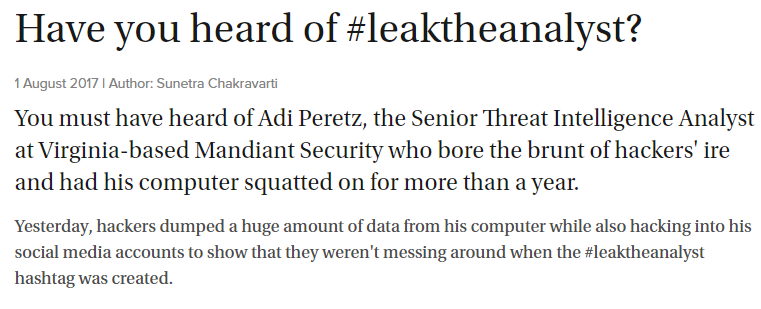 Have you heard of #leaktheanalyst?
1 August 2017 | Author: Sunetra Chakravarti
You must have heard of Adi Peretz, the Senior Threat Intelligence Analyst
at Virginia-based Mandiant Security who bore the brunt of hackers' ire
and had his computer squatted on for more than a year.
Yesterday, hackers dumped a huge amount of data from his computer while also hacking into his
social media accounts to show that they weren't messing around when the #leaktheanalyst
hashtag was created.